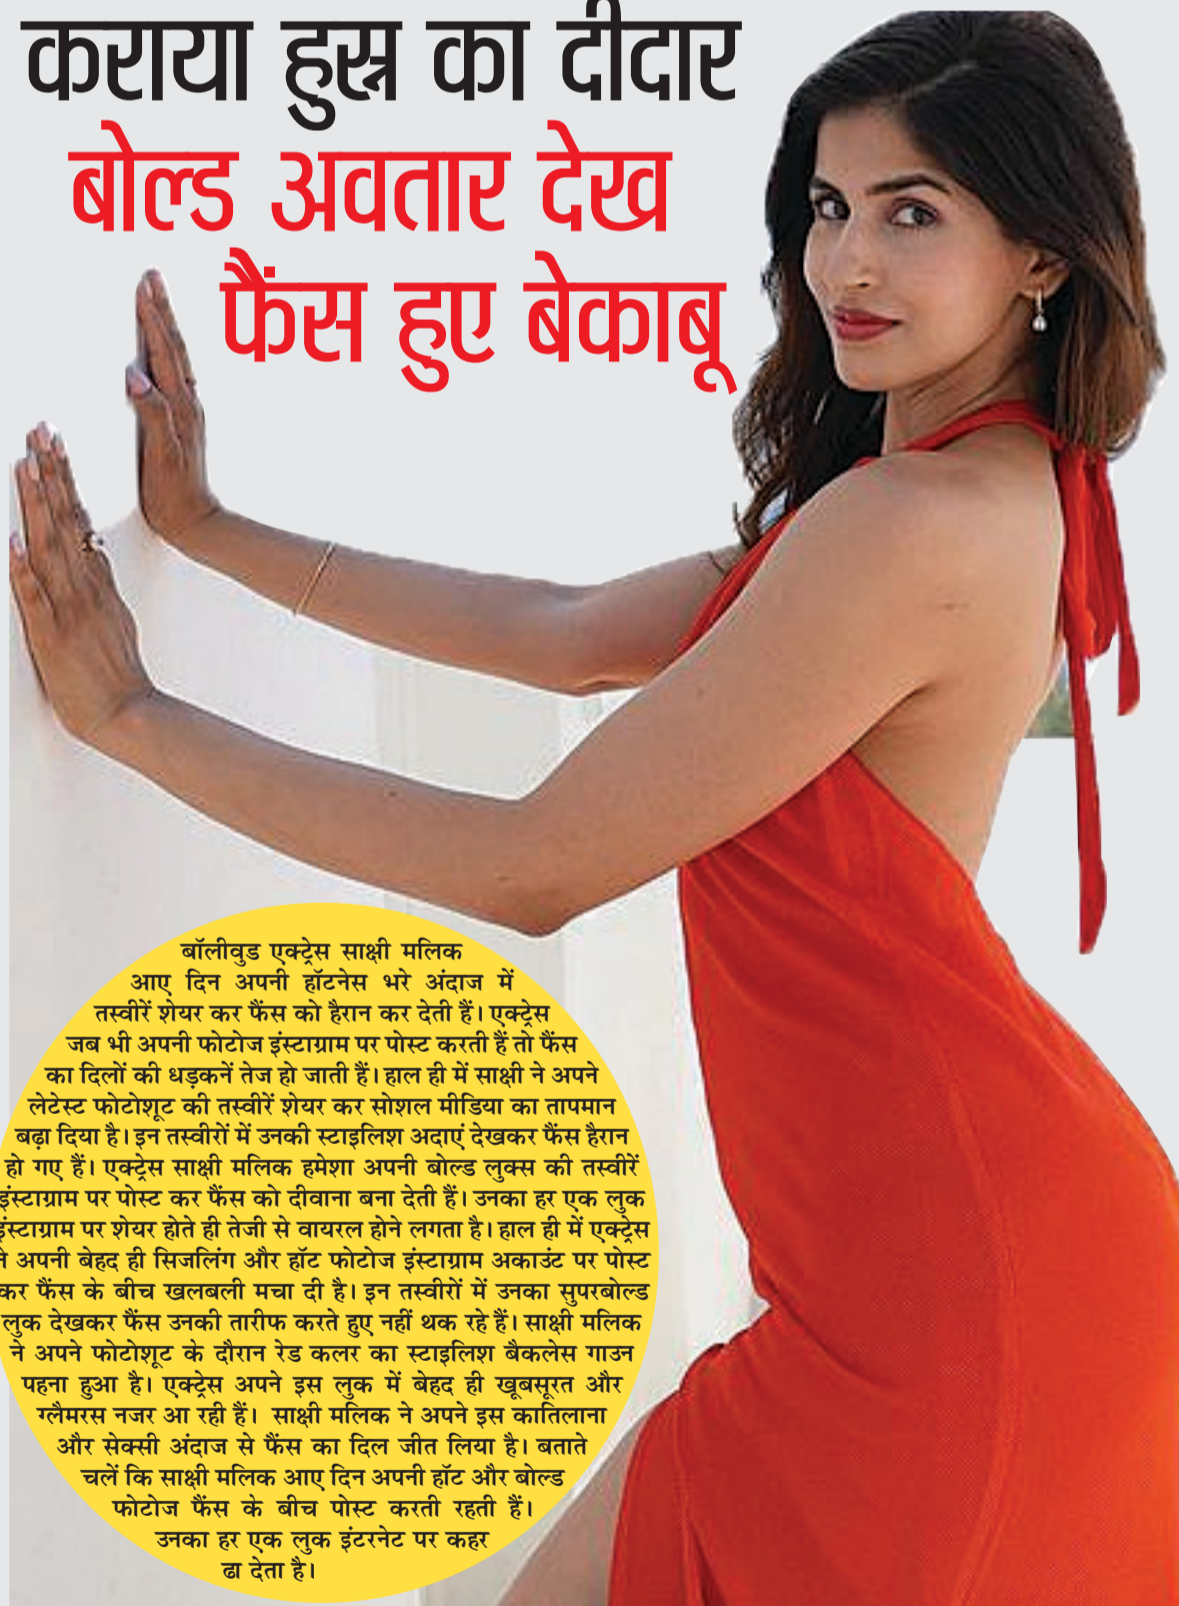 कराया हुस्न का दीदार
बोल्ड अवतार देख
फैंस हुए बेकाबू
बॉलीवुड एक्ट्रेस साक्षी मलिक
आए दिन अपनी हॉटनेस भरे अंदाज में
तस्वीरें शेयर कर फैंस को हैरान कर देती हैं। एक्ट्रेस
जब भी अपनी फोटोज इंस्टाग्राम पर पोस्ट करती हैं तो फैंस
का दिलों की धड़कनें तेज हो जाती हैं। हाल ही में साक्षी ने अपने
लेटेस्ट फोटोशूट की तस्वीरें शेयर कर सोशल मीडिया का तापमान
बढ़ा दिया है। इन तस्वीरों में उनकी स्टाइलिश अदाएं देखकर फैंस हैरान
हो गए हैं। एक्ट्रेस साक्षी मलिक हमेशा अपनी बोल्ड लुक्स की तस्वीरें
इंस्टाग्राम पर पोस्ट कर फैंस को दीवाना बना देती हैं। उनका हर एक लुक
इंस्टाग्राम पर शेयर होते ही तेजी से वायरल होने लगता है। हाल ही में एक्ट्रेस
ने अपनी बेहद ही सिजलिंग और हॉट फोटोज इंस्टाग्राम अकाउंट पर पोस्ट
कर फैंस के बीच खलबली मचा दी है। इन तस्वीरों में उनका सुपरबोल्ड
लुक देखकर फैंस उनकी तारीफ करते हुए नहीं थक रहे हैं। साक्षी मलिक
ने अपने फोटोशूट के दौरान रेड कलर का स्टाइलिश बैकलेस गाउन
पहना हुआ है। एक्ट्रेस अपने इस लुक में बेहद ही खूबसूरत और
ग्लैमरस नजर आ रही हैं। साक्षी मलिक ने अपने इस कातिलाना
और सेक्सी अंदाज से फैंस का दिल जीत लिया है। बताते
चलें कि साक्षी मलिक आए दिन अपनी हॉट और बोल्ड
फोटोज फैंस के बीच पोस्ट करती रहती हैं।
उनका हर एक लुक इंटरनेट पर कहर
ढा देता है।